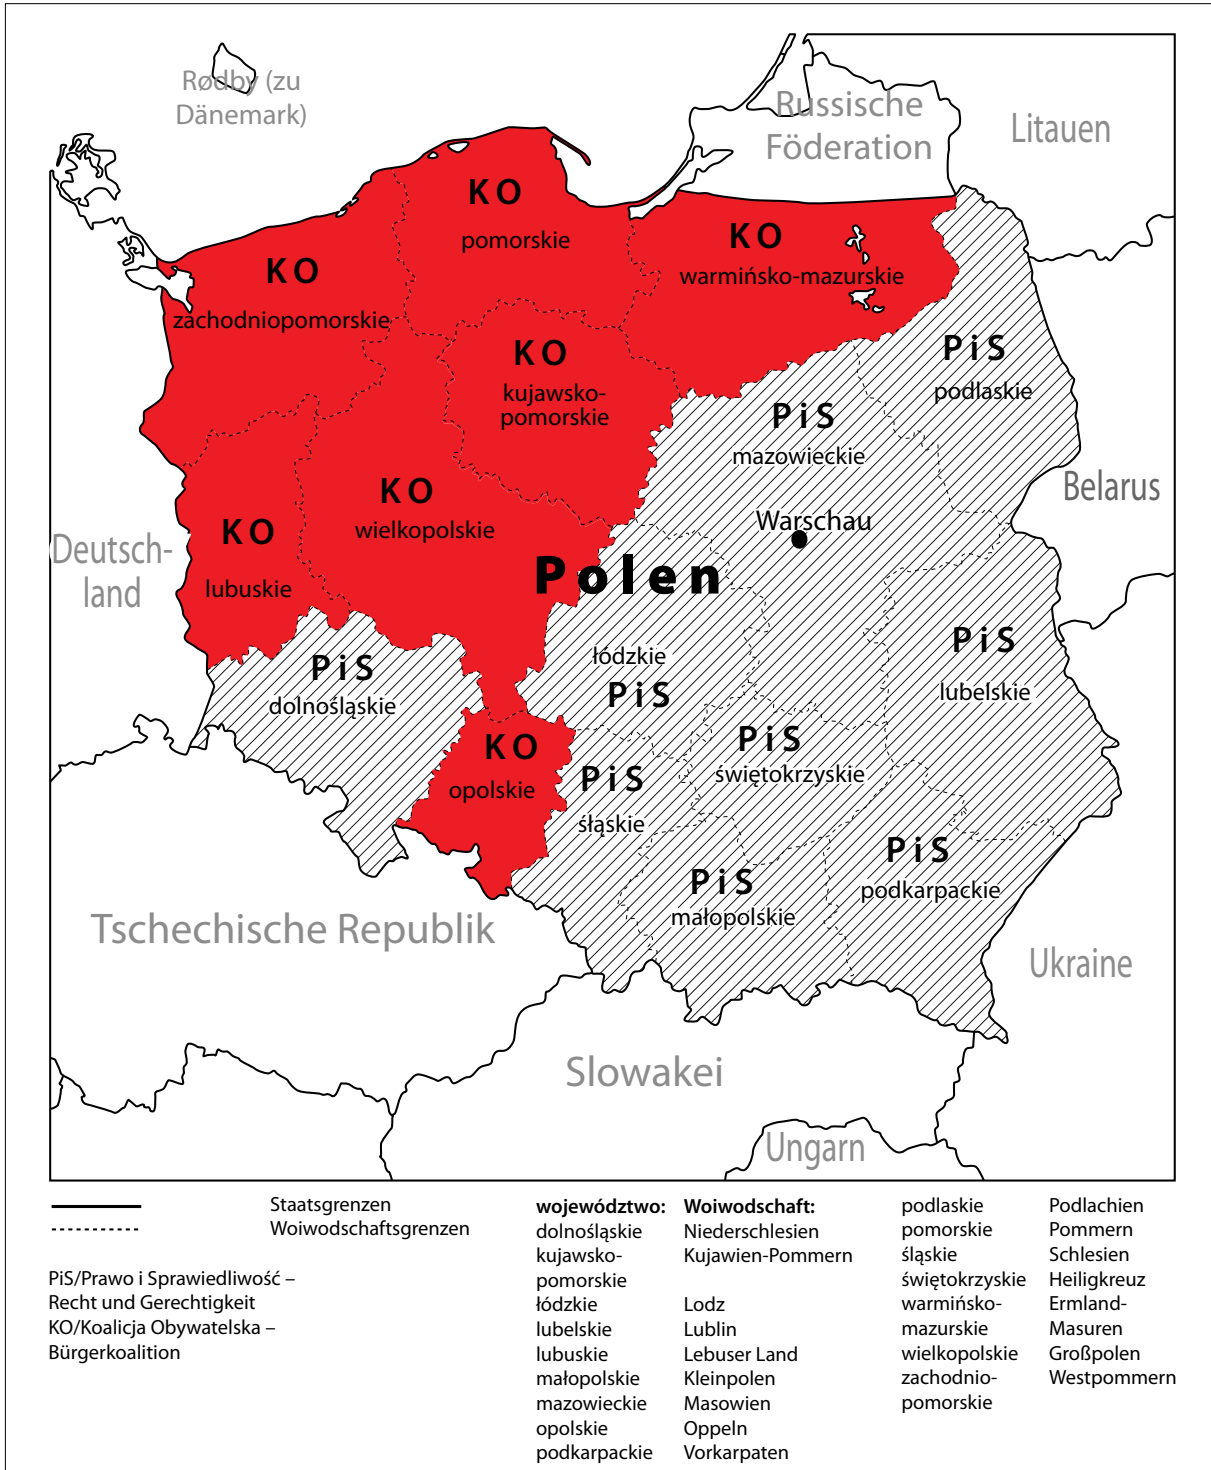 Rødby (zu
Dänemark)
Russische
Föderation
Litauen
KO
pomorskie
KO
warmińsko-mazurskie
KO
zachodniopomorskie
KO
kujawsko-
pomorskie
PiS
podlaskie
PiS
mazowieckie
Belarus
KO
wielkopolskie
Warschau
KO
lubuskie
Deutsch-
land
Polen
PiS
dolnośląskie
łódzkie
PiS
PiS
lubelskie
KO
opolskie
PiS
śląskie
PiS
świętokrzyskie
PiS
podkarpackie
PiS
małopolskie
Tschechische Republik
Ukraine
Slowakei
Ungarn
Staatsgrenzen
Woiwodschaftsgrenzen
PiS/Prawo i Sprawiedliwość –
Recht und Gerechtigkeit
KO/Koalicja Obywatelska –
Bürgerkoalition
województwo: Woiwodschaft:
dolnośląskie Niederschlesien
kujawsko- Kujawien-Pommern
pomorskie
łódzkie Lodz
lubelskie Lublin
lubuskie Lebuser Land
małopolskie Kleinpolen
mazowieckie Masowien
opolskie Oppeln
podkarpackie Vorkarpaten
podlaskie Podlachien
pomorskie Pommern
śląskie Schlesien
świętokrzyskie Heiligkreuz
warmińsko- Ermland-
mazurskie Masuren
wielkopolskie Großpolen
zachodnio- Westpommern
pomorskie